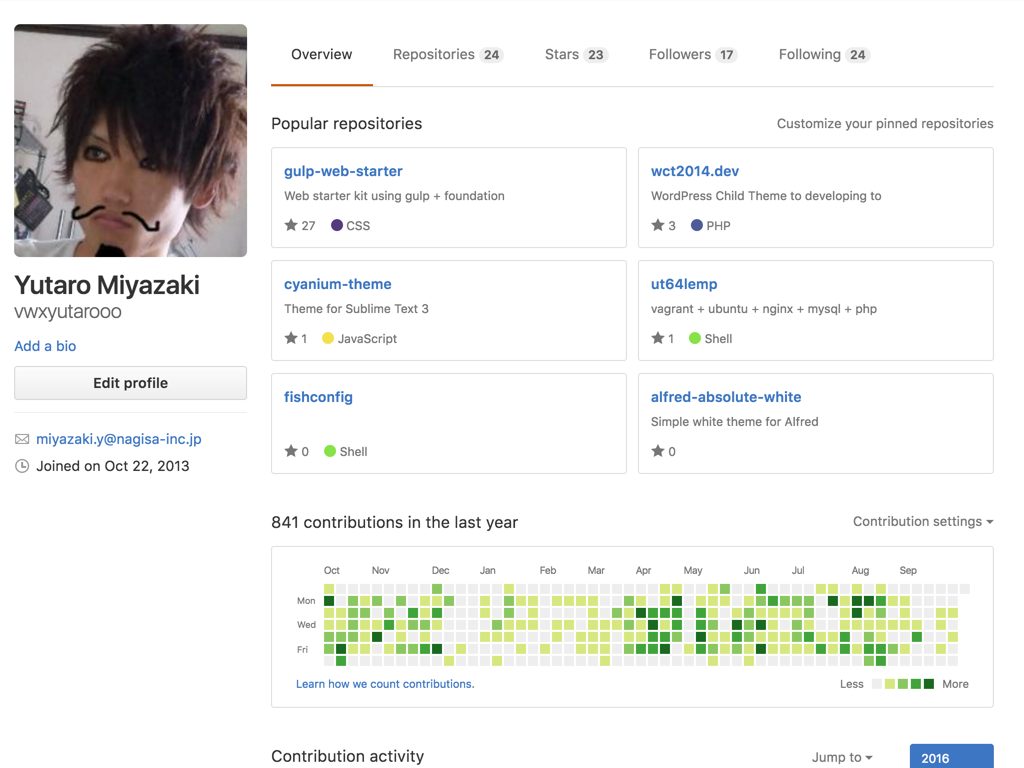 Overview
Repositories 24
Stars 23
Followers 17
Following 24
Yutaro Miyazaki
vwxyutarooo
Add a bio
Edit profile
miyazaki.y@nagisa-inc.jp
Joined on Oct 22, 2013
Popular repositories
Customize your pinned repositories
gulp-web-starter
Web starter kit using gulp + foundation
27 CSS
wct2014.dev
WordPress Child Theme to developing to
3 PHP
cyanium-theme
Theme for Sublime Text 3
1 JavaScript
ut64lemp
vagrant + ubuntu + nginx + mysql + php
1 Shell
fishconfig
0 Shell
alfred-absolute-white
Simple white theme for Alfred
0
841 contributions in the last year
Contribution settings
Oct Nov Dec Jan Feb Mar Apr May Jun Jul Aug Sep
Mon
Wed
Fri
Learn how we count contributions.
Less More
Contribution activity
Jump to
2016